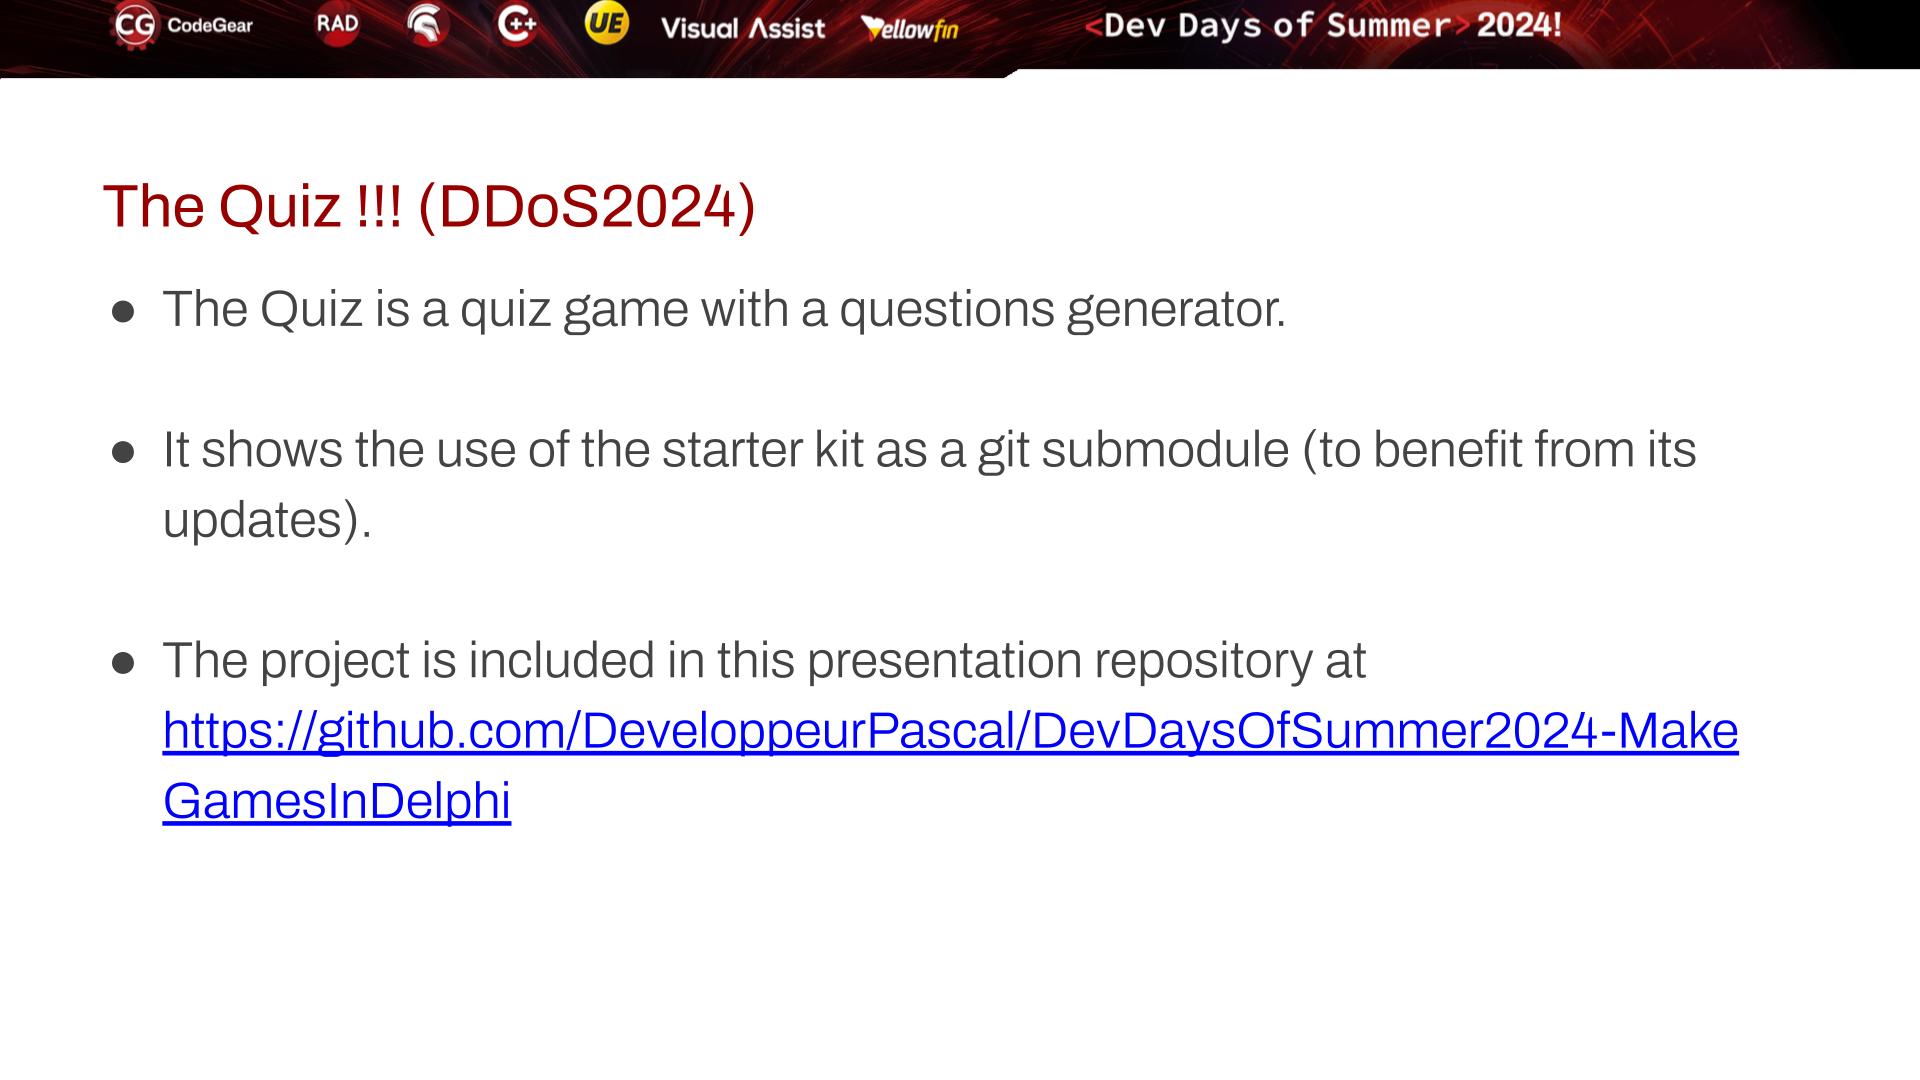 CG CodeGear RAD C++ UE Visual Assist Yellowfin <Dev Days of Summer> 2024!
The Quiz !!! (DDoS2024)
● The Quiz is a quiz game with a questions generator.
● It shows the use of the starter kit as a git submodule (to benefit from its
updates).
● The project is included in this presentation repository at
https://github.com/DeveloppeurPascal/DevDaysOfSummer2024-Make
GamesInDelphi